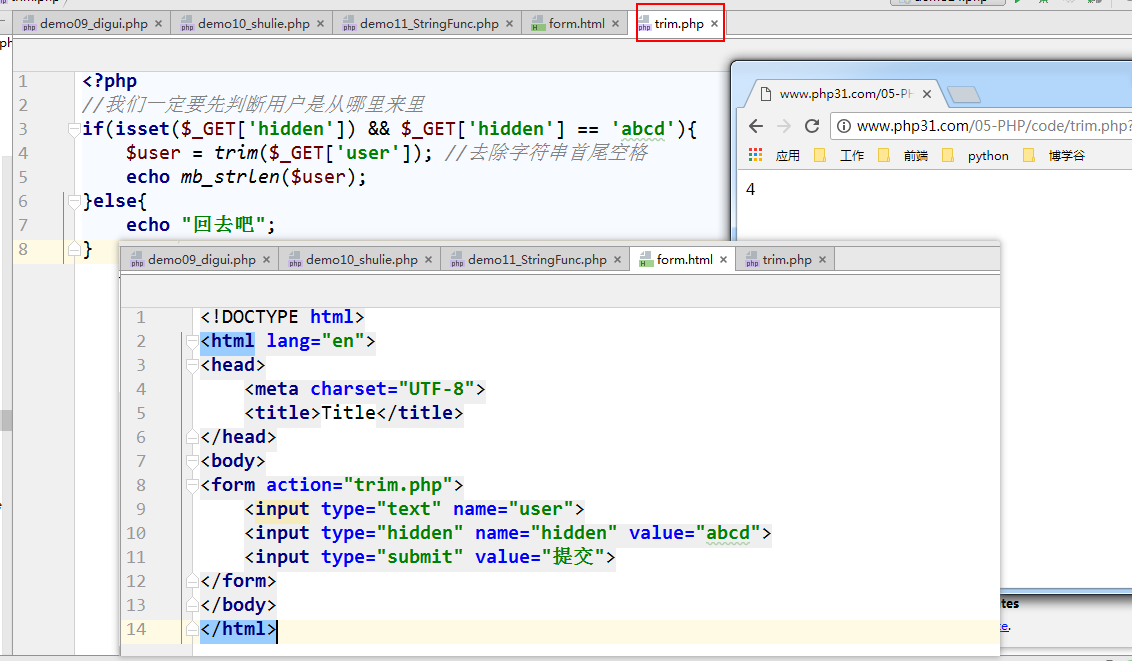 demo09_digui.php × demo10_shulie.php × demo11_StringFunc.php × form.html × trim.php ×
1 <?php
2 //我们一定要先判断用户是从哪里来里
3 if(isset($_GET['hidden']) && $_GET['hidden'] == 'abcd'){
4 $user = trim($_GET['user']); //去除字符串首尾空格
5 echo mb_strlen($user);
6 }else{
7 echo "回去吧";
8 }
www.php31.com/05-PH ×
www.php31.com/05-PHP/code/trim.php?
应用 工作 前端 python 博学谷
4
demo09_digui.php × demo10_shulie.php × demo11_StringFunc.php × form.html × trim.php ×
1 <!DOCTYPE html>
2 <html lang="en">
3 <head>
4 <meta charset="UTF-8">
5 <title>Title</title>
6 </head>
7 <body>
8 <form action="trim.php">
9 <input type="text" name="user">
10 <input type="hidden" name="hidden" value="abcd">
11 <input type="submit" value="提交">
12 </form>
13 </body>
14 </html>